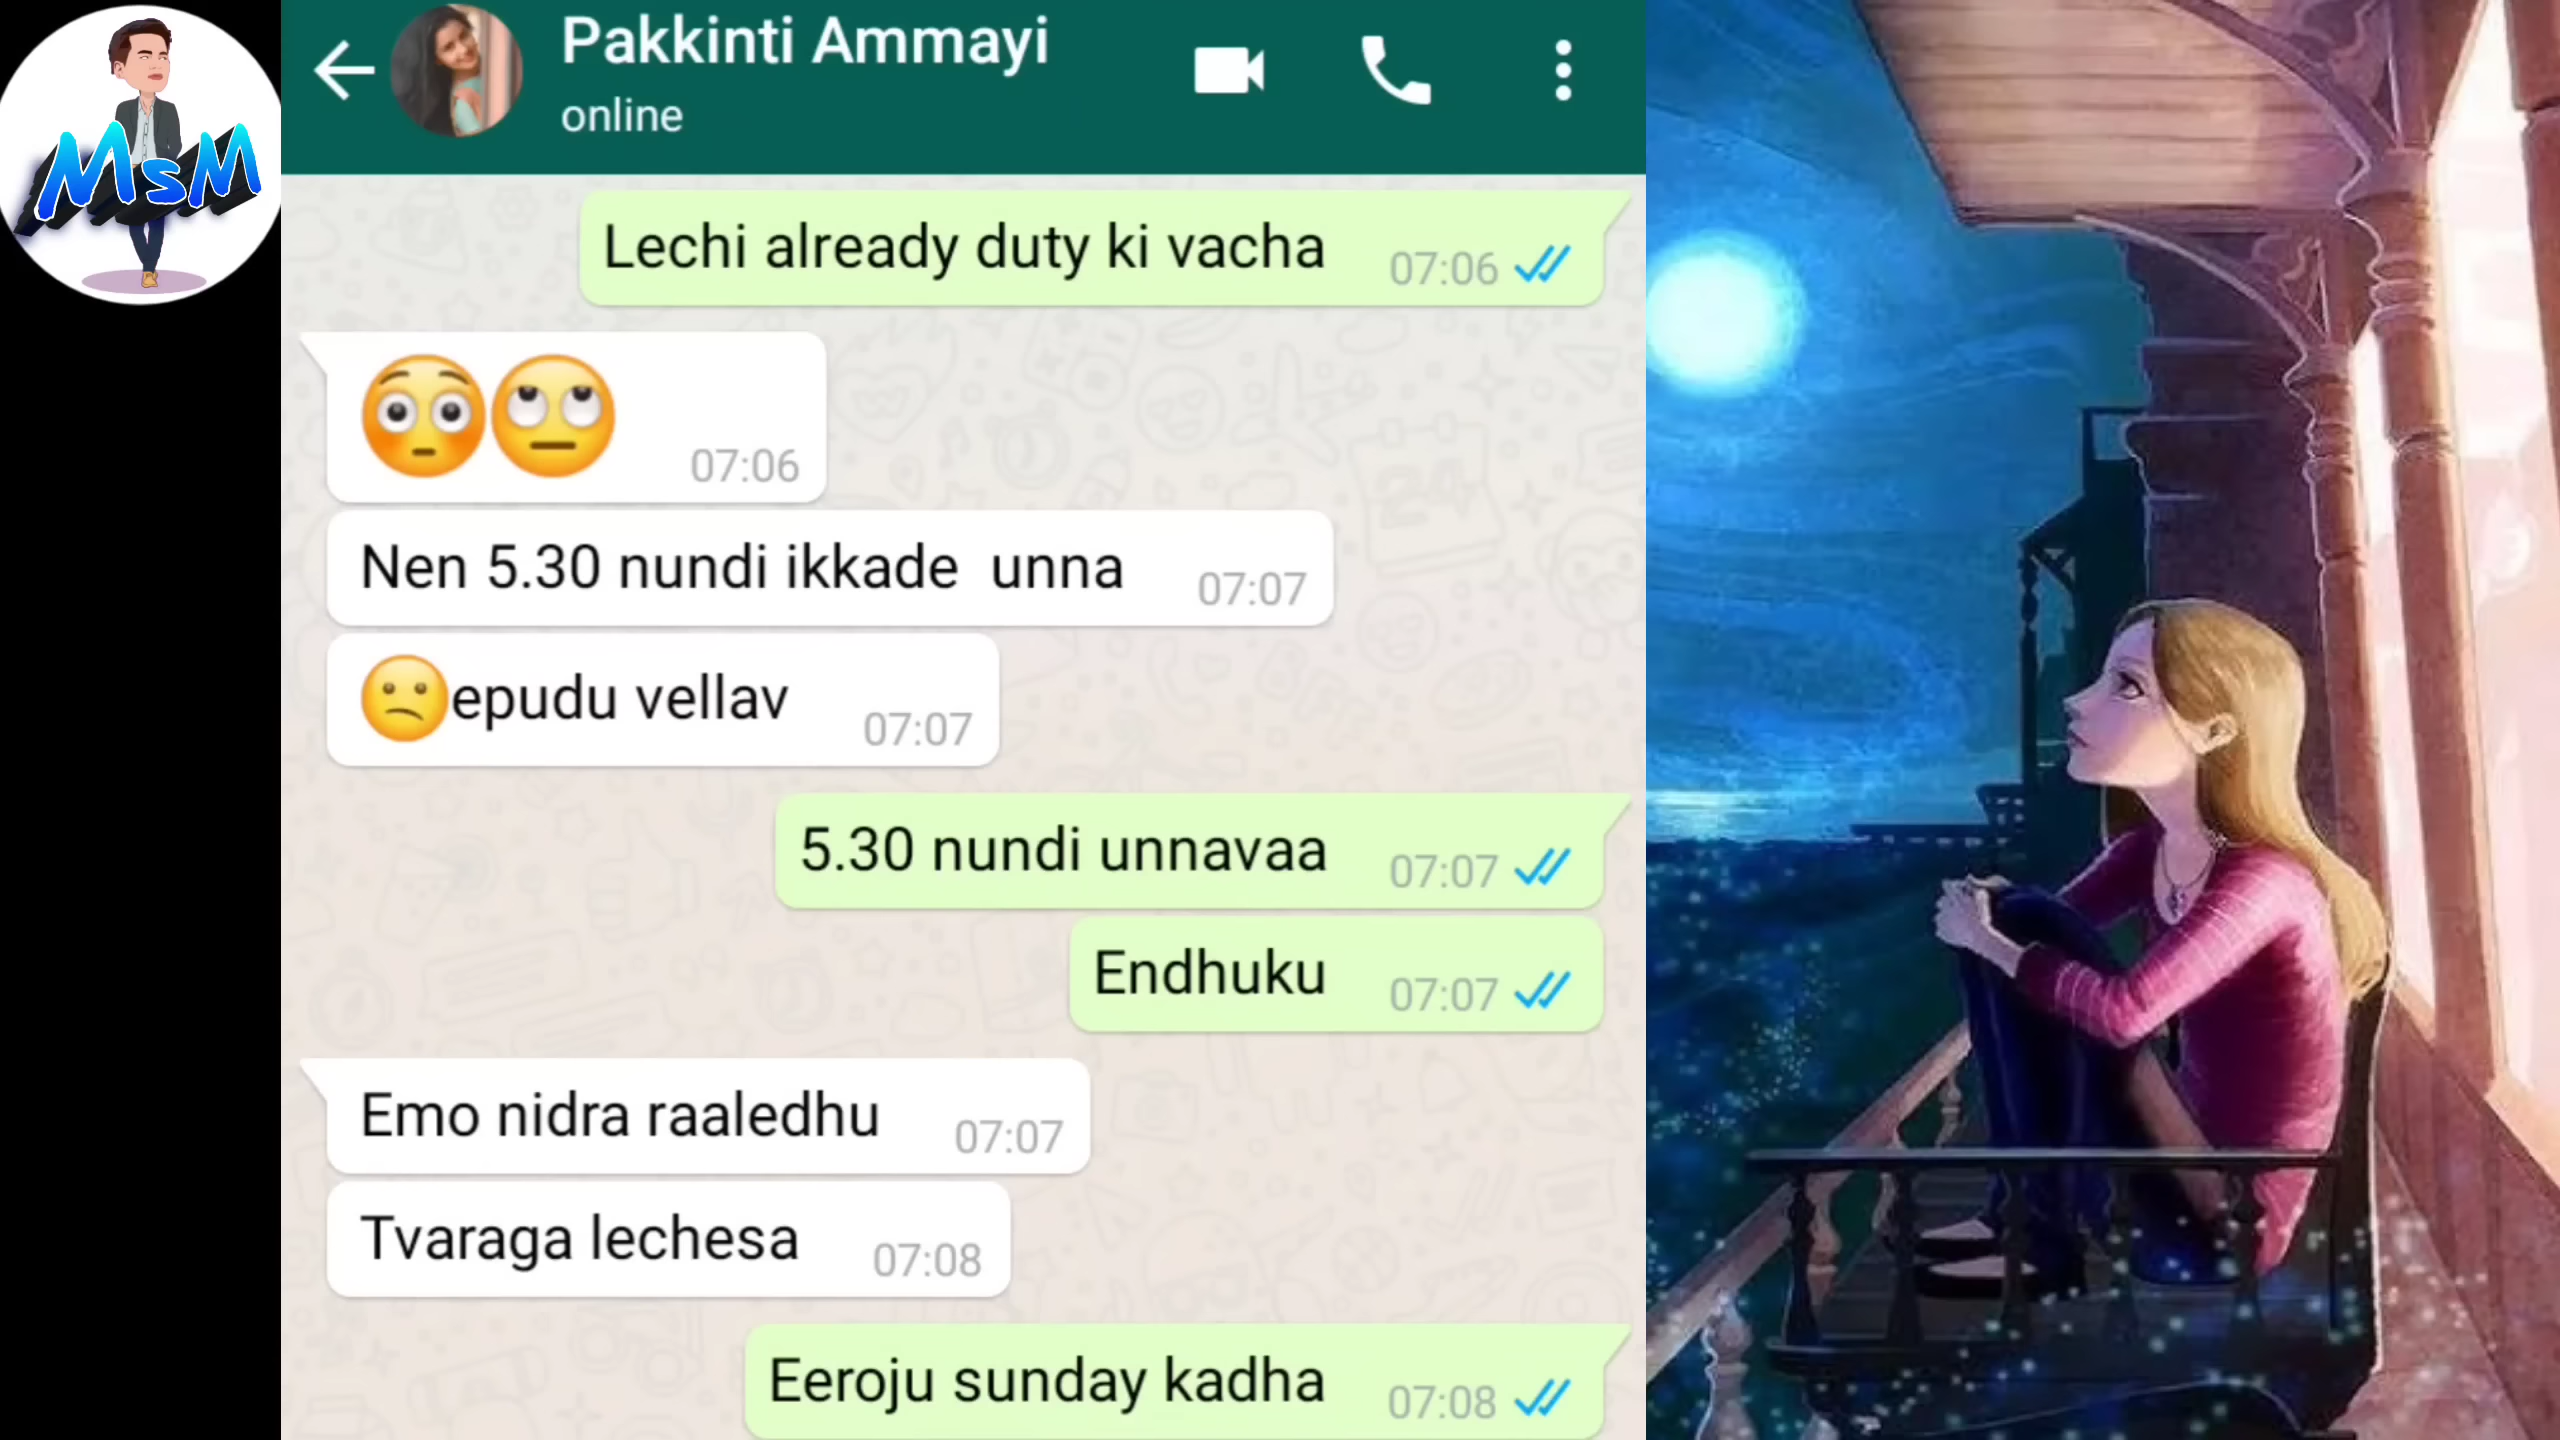 MsM
Pakkinti Ammayi
online
Lechi already duty ki vacha 07:06
😳🙄 07:06
Nen 5.30 nundi ikkade unna 07:07
😕epudu vellav 07:07
5.30 nundi unnavaa 07:07
Endhuku 07:07
Emo nidra raaledhu 07:07
Tvaraga lechesa 07:08
Eeroju sunday kadha 07:08